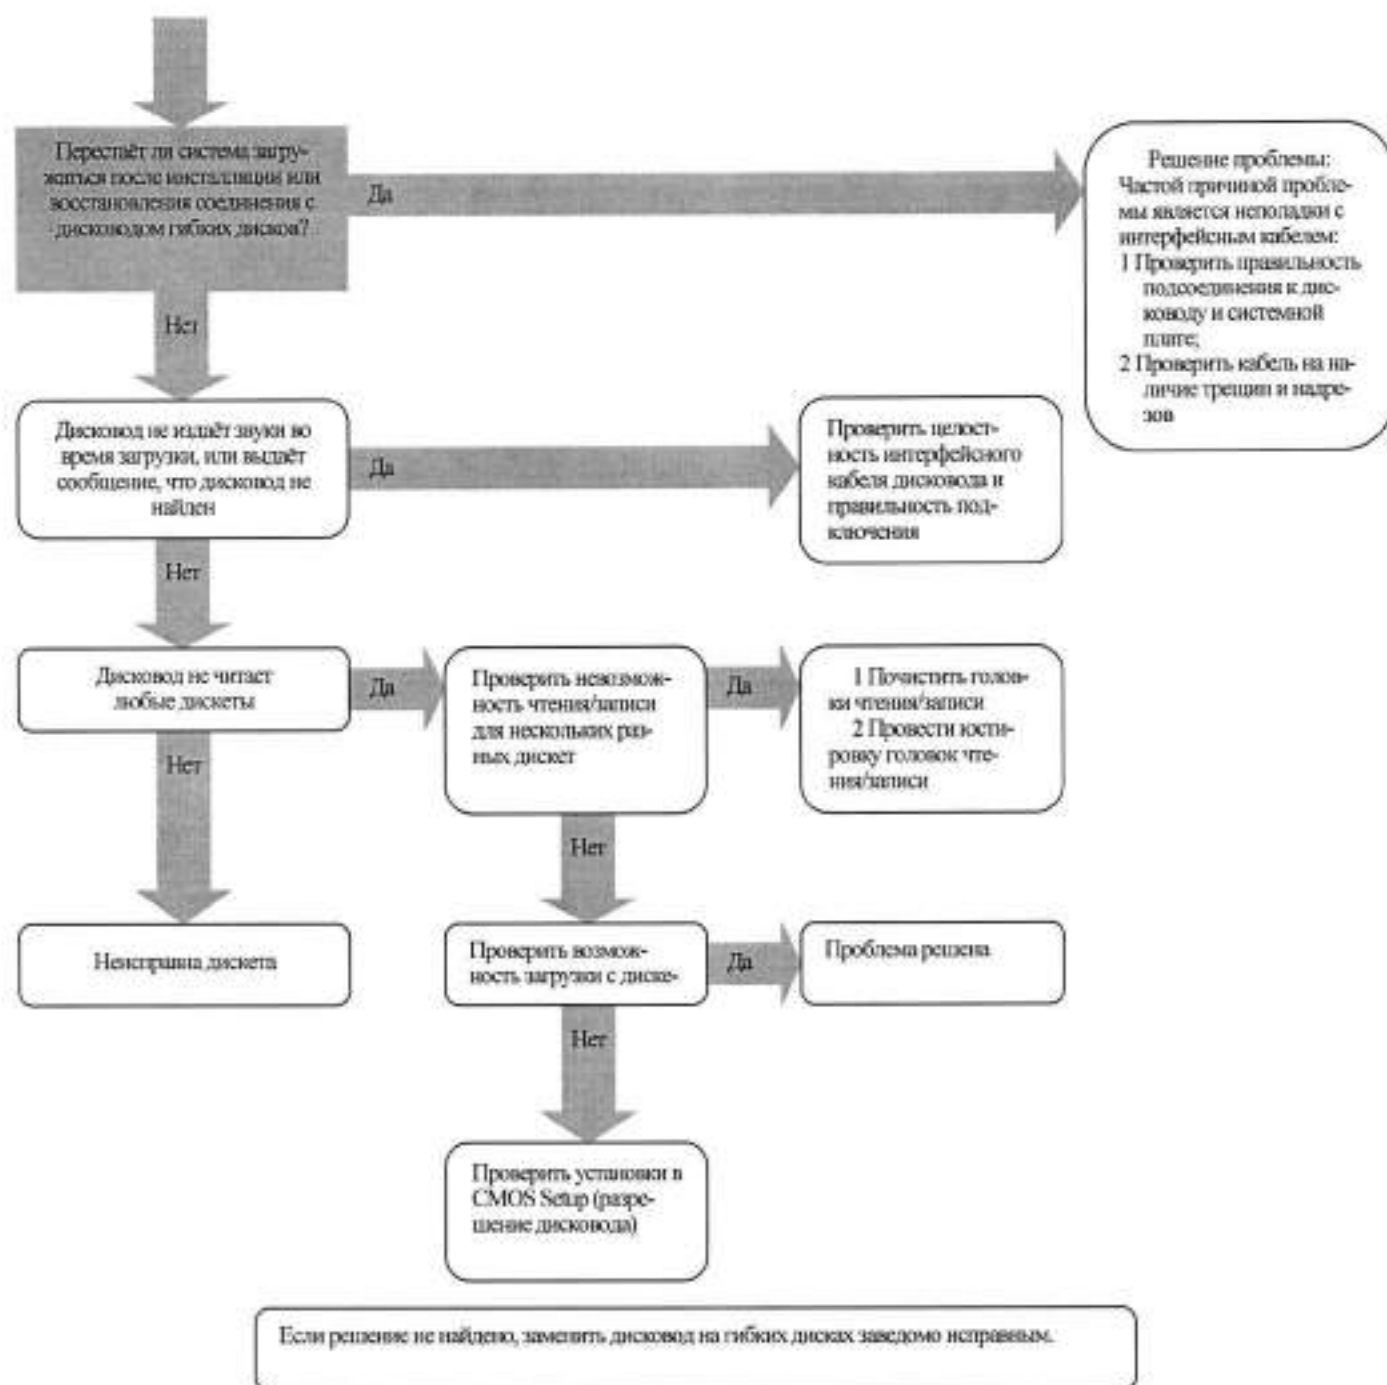 Перестаёт ли система загру-
жаться после инсталляции или
восстановления соединения с
дисководом гибких дисков?
Да
Решение проблемы:
Частой причиной пробле-
мы является неполадки с
интерфейсным кабелем:
1 Проверить правильность
подсоединения к дис-
ководу и системной
плате;
2 Проверить кабель на на-
личие трещин и надре-
зов
Нет
Дисковод не издаёт звуки во
время загрузки, или выдаёт
сообщение, что дисковод не
найден
Да
Проверить целост-
ность интерфейсного
кабеля дисковода и
правильность под-
ключения
Нет
Дисковод не читает
любые дискеты
Да
Проверить невозмож-
ность чтения/записи
для нескольких раз-
ных дискет
Да
1 Почистить голов-
ки чтения/записи
2 Провести юсти-
ровку головок чте-
ния/записи
Нет
Нет
Неисправна дискета
Проверить возмож-
ность загрузки с диске-
Да
Проблема решена
Нет
Проверить установки в
CMOS Setup (разре-
шение дисковода)
Если решение не найдено, заменить дисковод на гибких дисках заведомо исправным.